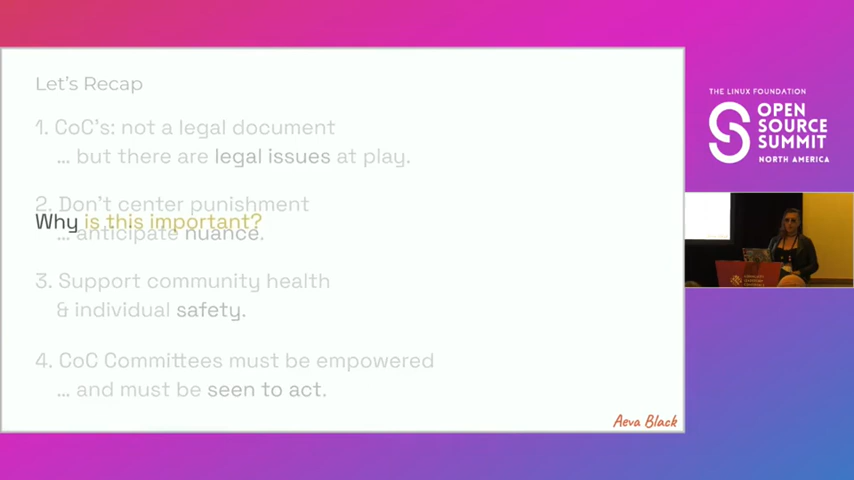 Let's Recap
1. CoC's: not a legal document
... but there are legal issues at play.
2. Don't center punishment
Why is this important?
... anticipate nuance.
3. Support community health
& individual safety.
4. CoC Committees must be empowered
... and must be seen to act.
Aeva Black
THE LINUX FOUNDATION
OPEN
SOURCE
SUMMIT
NORTH AMERICA